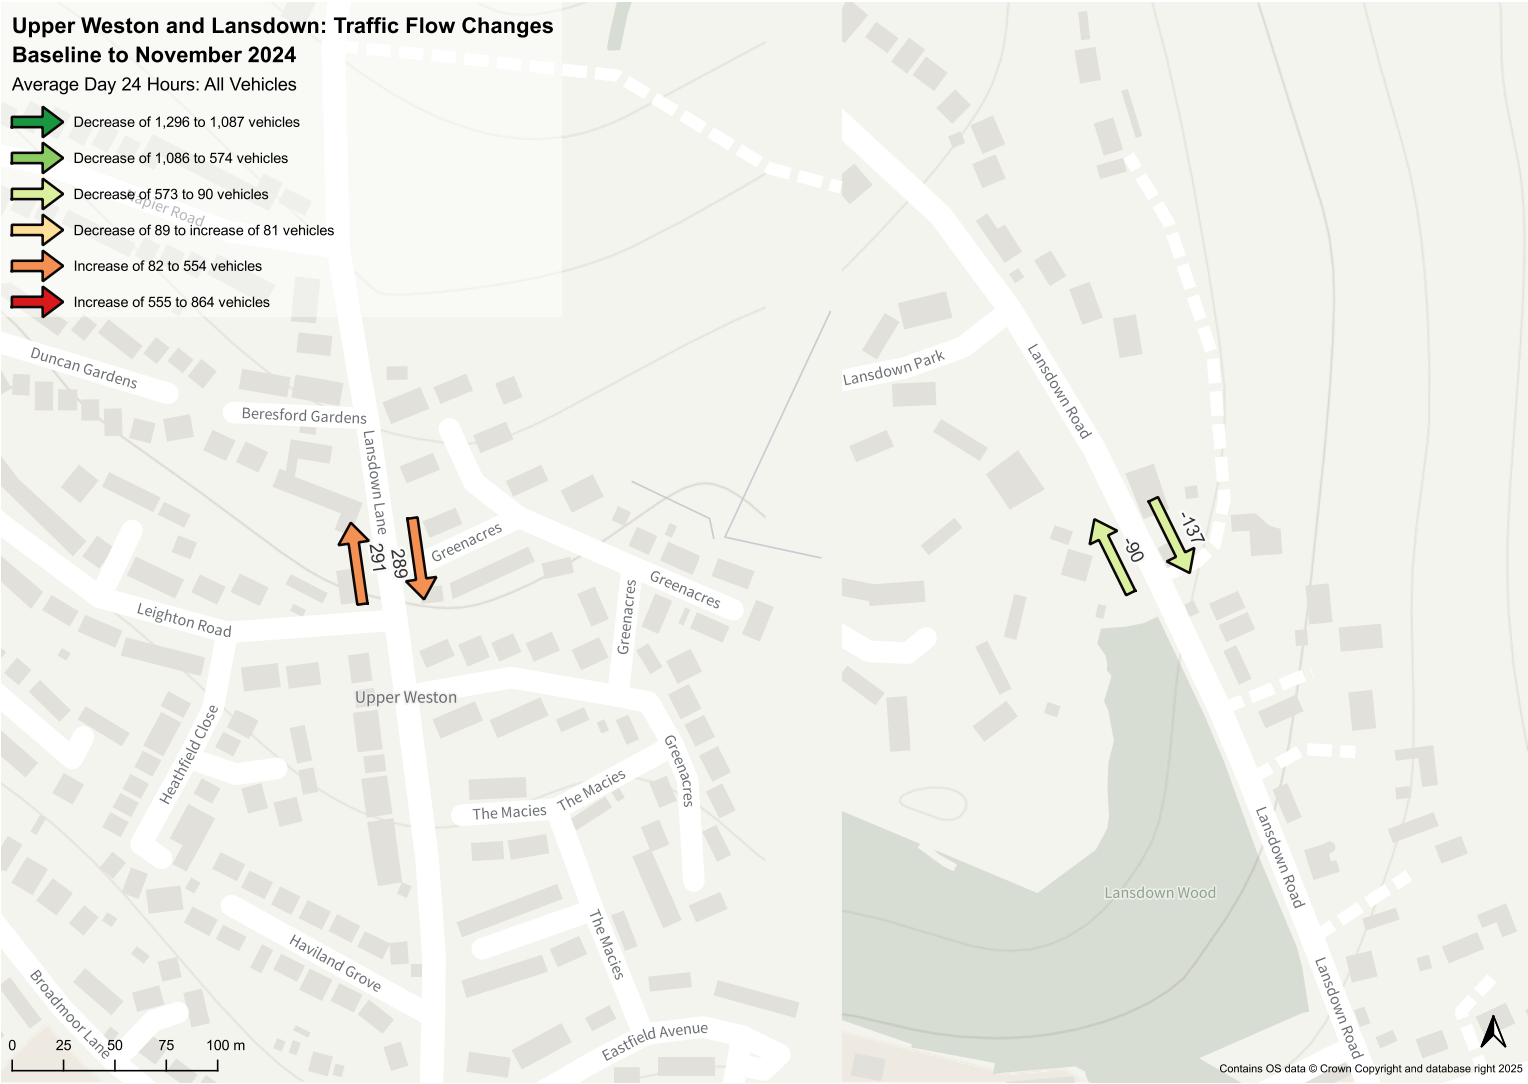 Upper Weston and Lansdown: Traffic Flow Changes
Baseline to November 2024
Average Day 24 Hours: All Vehicles
Decrease of 1,296 to 1,087 vehicles
Decrease of 1,086 to 574 vehicles
Decrease of 573 to 90 vehicles
Napier Road
Decrease of 89 to increase of 81 vehicles
Increase of 82 to 554 vehicles
Increase of 555 to 864 vehicles
Duncan Gardens
Beresford Gardens
Lansdown Lane
Lansdown Park
Lansdown Road
291
289
Greenacres
-90
-137
Greenacres
Greenacres
Leighton Road
Upper Weston
Heathfield Close
Greenacres
The Macies
The Macies
Lansdown Road
Lansdown Wood
The Macies
Haviland Grove
Lansdown Road
Broadmoor Lane
Eastfield Avenue
0 25 50 75 100 m
Contains OS data © Crown Copyright and database right 2025